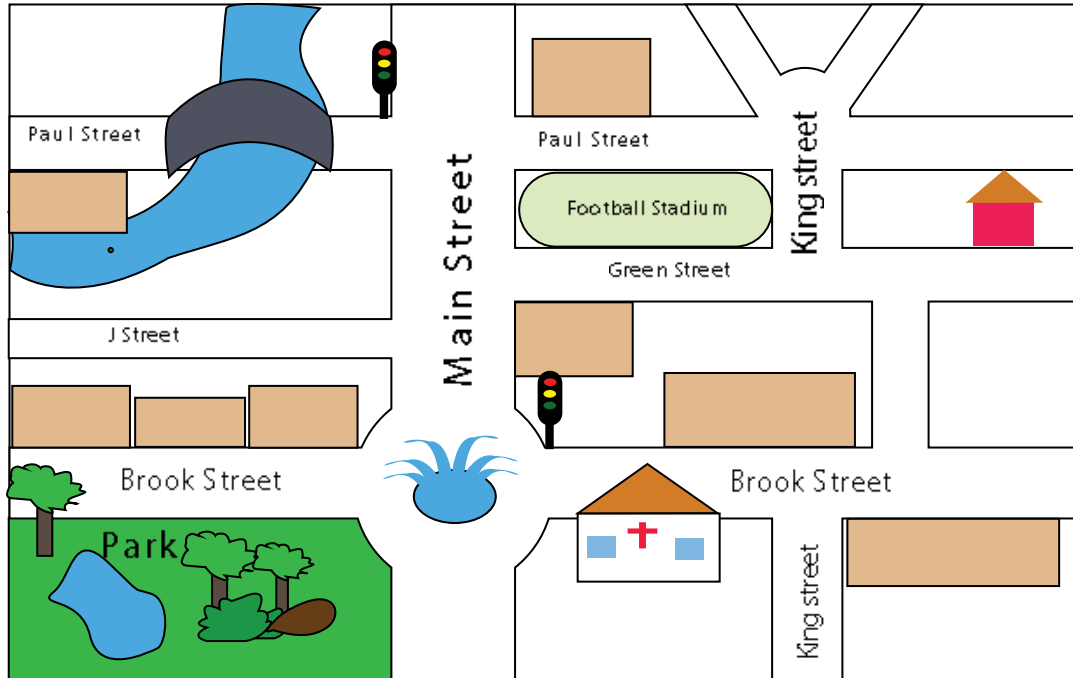 Paul Street
Paul Street
King street
Football Stadium
Main Street
Green Street
J Street
Brook Street
Brook Street
Park
King street